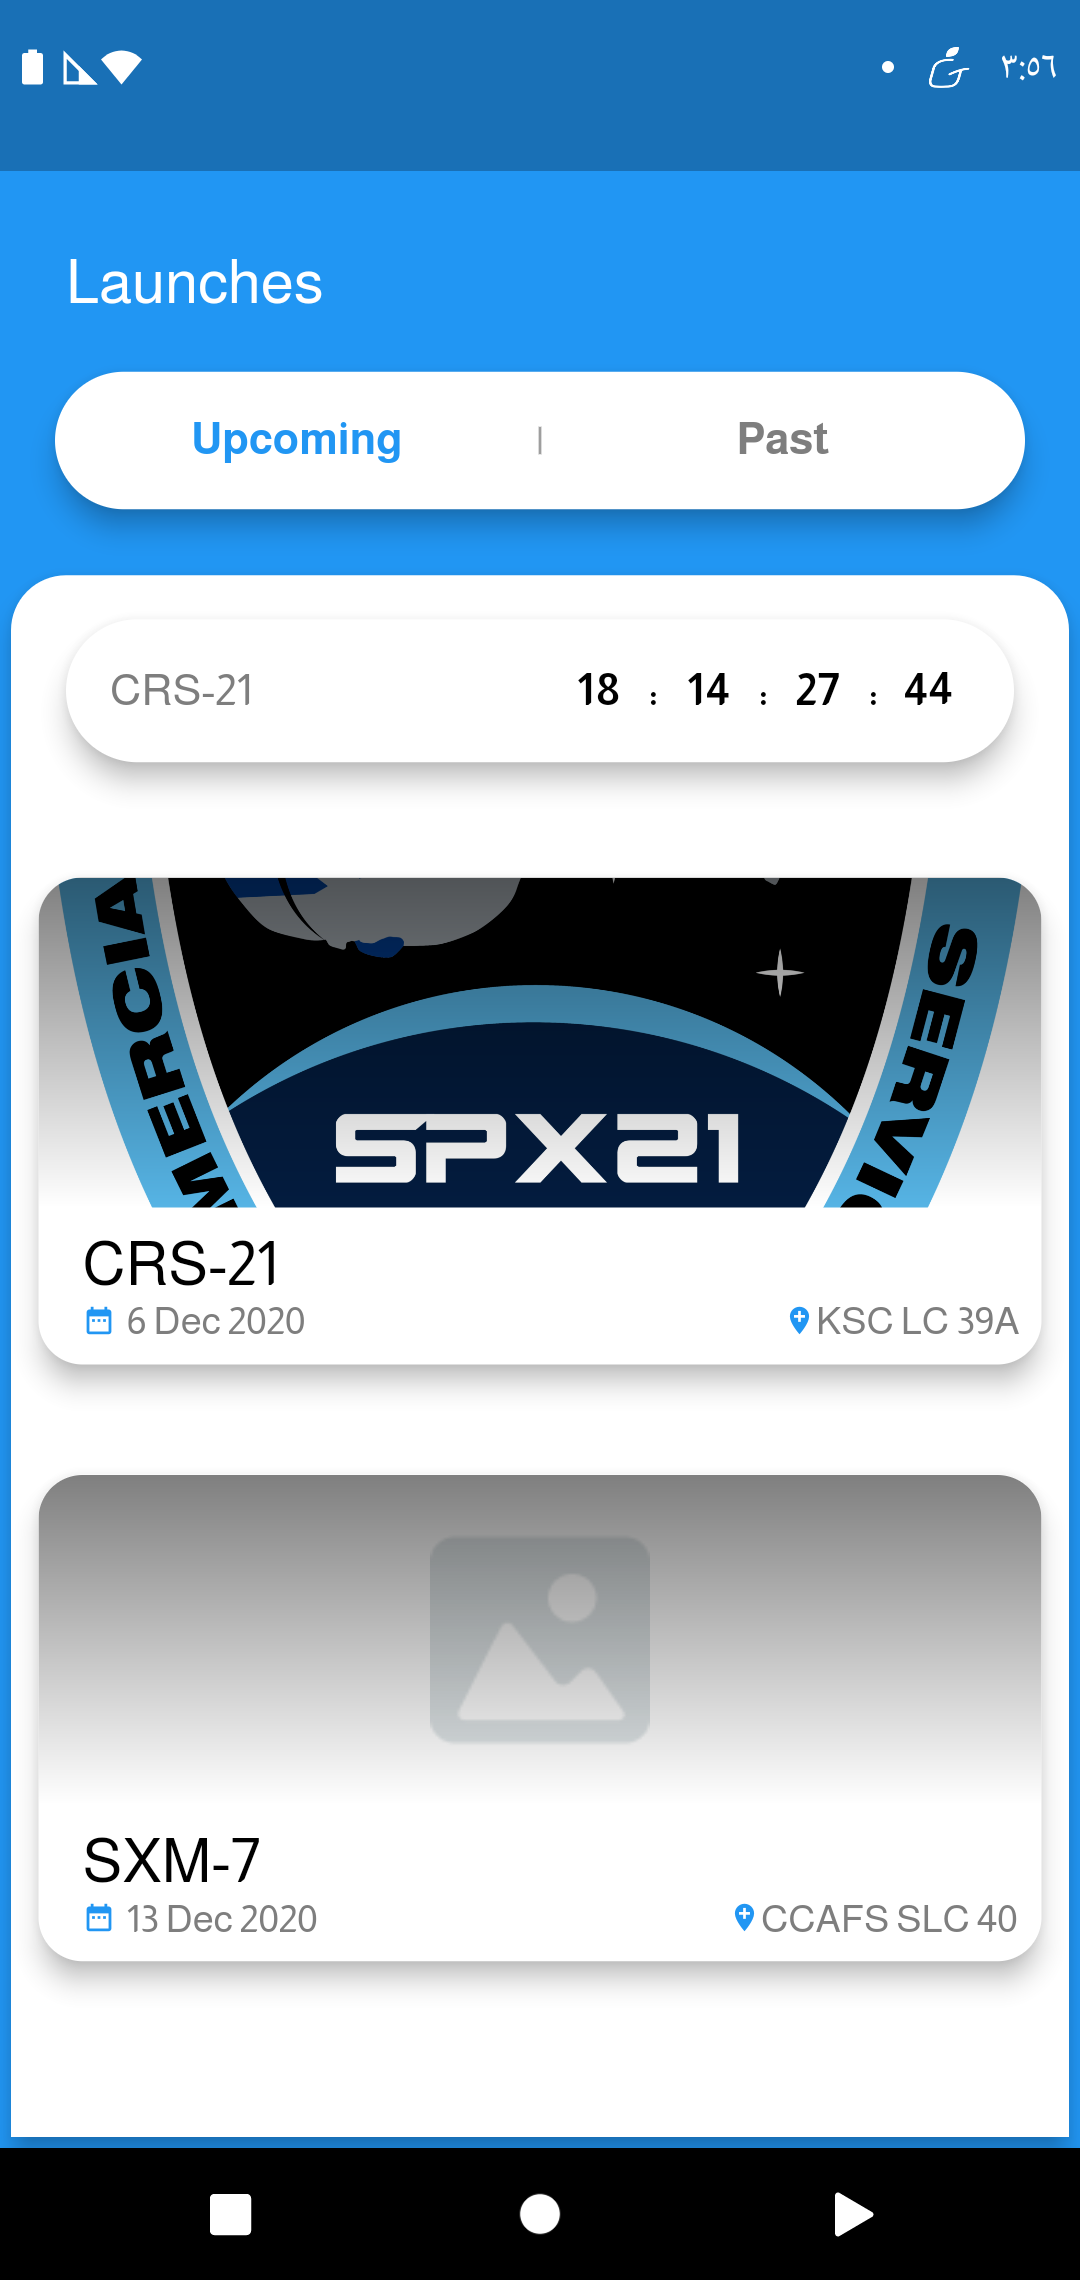 ٣:٥٦
Launches
Upcoming | Past
CRS-21 18 : 14 : 27 : 44
SERVI
SPX21
CRS-21
6 Dec 2020 KSC LC 39A
SXM-7
13 Dec 2020 CCAFS SLC 40